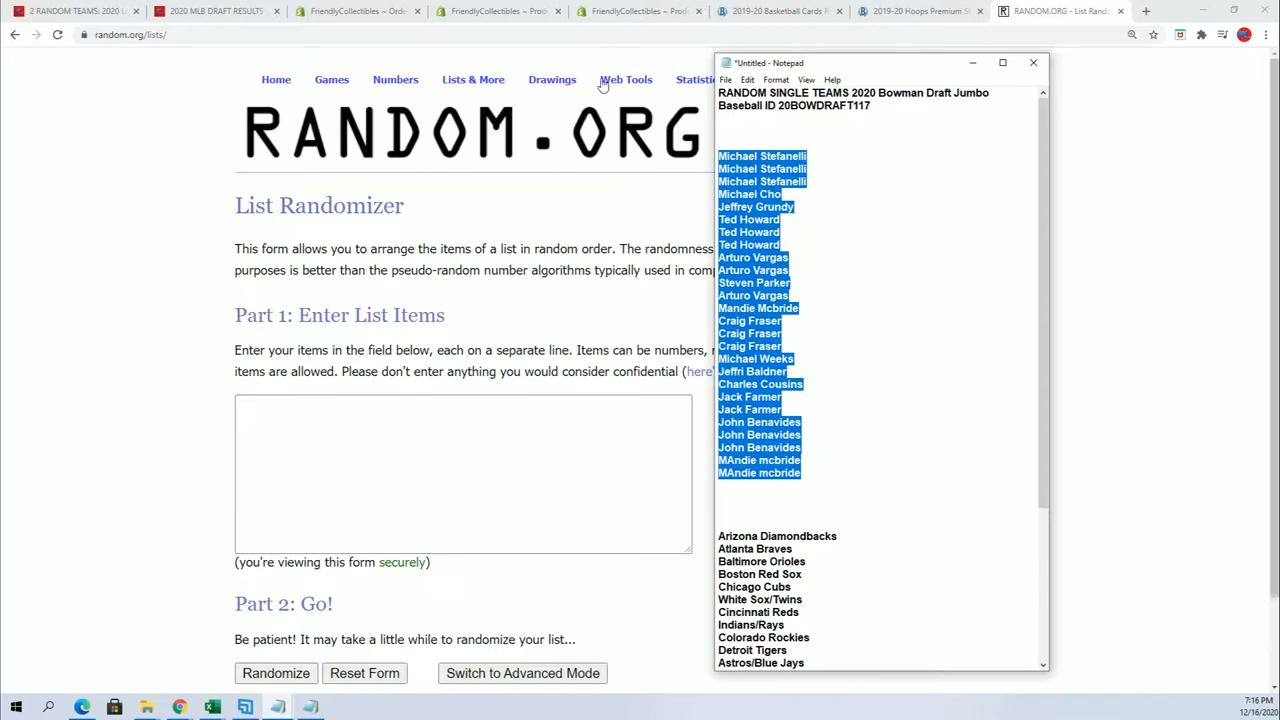 2 RANDOM TEAMS: 2020 L
2020 MLB DRAFT RESULTS
FriendlyCollectibles ~ Orde
FriendlyCollectibles ~ Prod
FriendlyCollectibles ~ Prod
2019-20 Basketball Cards R
2019-20 Hoops Premium S
RANDOM.ORG - List Rando
random.org/lists/
Home
Games
Numbers
Lists & More
Drawings
Web Tools
Statistic
RANDOM.ORG
List Randomizer
This form allows you to arrange the items of a list in random order. The randomness
purposes is better than the pseudo-random number algorithms typically used in comp
Part 1: Enter List Items
Enter your items in the field below, each on a separate line. Items can be numbers,
items are allowed. Please don't enter anything you would consider confidential (here'
(you're viewing this form securely)
Part 2: Go!
Be patient! It may take a little while to randomize your list...
Randomize
Reset Form
Switch to Advanced Mode
*Untitled - Notepad
File Edit Format View Help
RANDOM SINGLE TEAMS 2020 Bowman Draft Jumbo
Baseball ID 20BOWDRAFT117
Michael Stefanelli
Michael Stefanelli
Michael Stefanelli
Michael Cho
Jeffrey Grundy
Ted Howard
Ted Howard
Ted Howard
Arturo Vargas
Arturo Vargas
Steven Parker
Arturo Vargas
Mandie Mcbride
Craig Fraser
Craig Fraser
Craig Fraser
Michael Weeks
Jeffri Baldner
Charles Cousins
Jack Farmer
Jack Farmer
John Benavides
John Benavides
John Benavides
MAndie mcbride
MAndie mcbride
Arizona Diamondbacks
Atlanta Braves
Baltimore Orioles
Boston Red Sox
Chicago Cubs
White Sox/Twins
Cincinnati Reds
Indians/Rays
Colorado Rockies
Detroit Tigers
Astros/Blue Jays
7:16 PM
12/16/2020